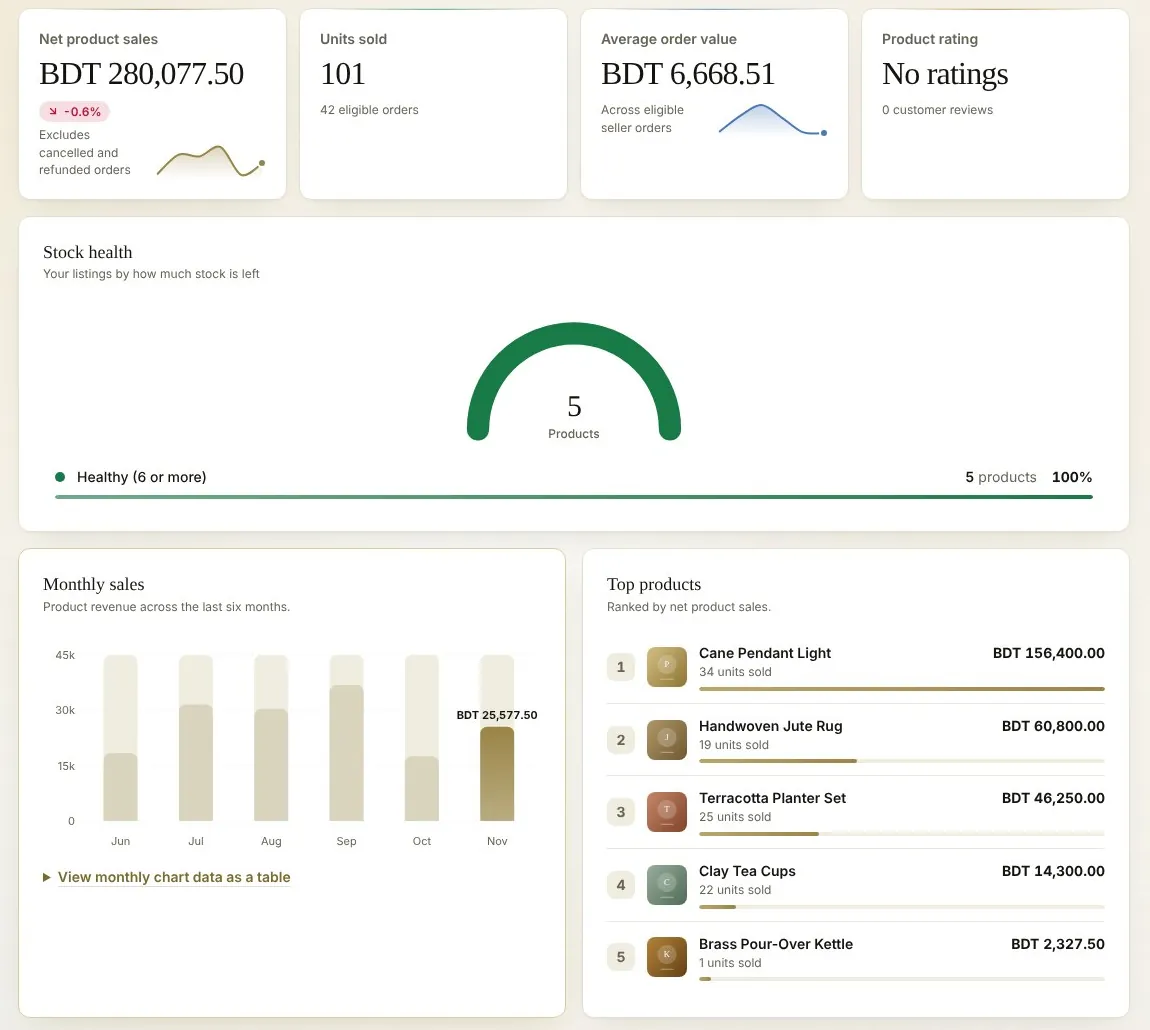 Net product sales
BDT 280,077.50
-0.6%
Excludes
cancelled and
refunded orders
Units sold
101
42 eligible orders
Average order value
BDT 6,668.51
Across eligible
seller orders
Product rating
No ratings
0 customer reviews
Stock health
Your listings by how much stock is left
5
Products
Healthy (6 or more)
5 products 100%
Monthly sales
Product revenue across the last six months.
45k
30k
15k
0
BDT 25,577.50
Jun Jul Aug Sep Oct Nov
View monthly chart data as a table
Top products
Ranked by net product sales.
1
P
Cane Pendant Light
BDT 156,400.00
34 units sold
2
J
Handwoven Jute Rug
BDT 60,800.00
19 units sold
3
T
Terracotta Planter Set
BDT 46,250.00
25 units sold
4
C
Clay Tea Cups
BDT 14,300.00
22 units sold
5
K
Brass Pour-Over Kettle
BDT 2,327.50
1 units sold